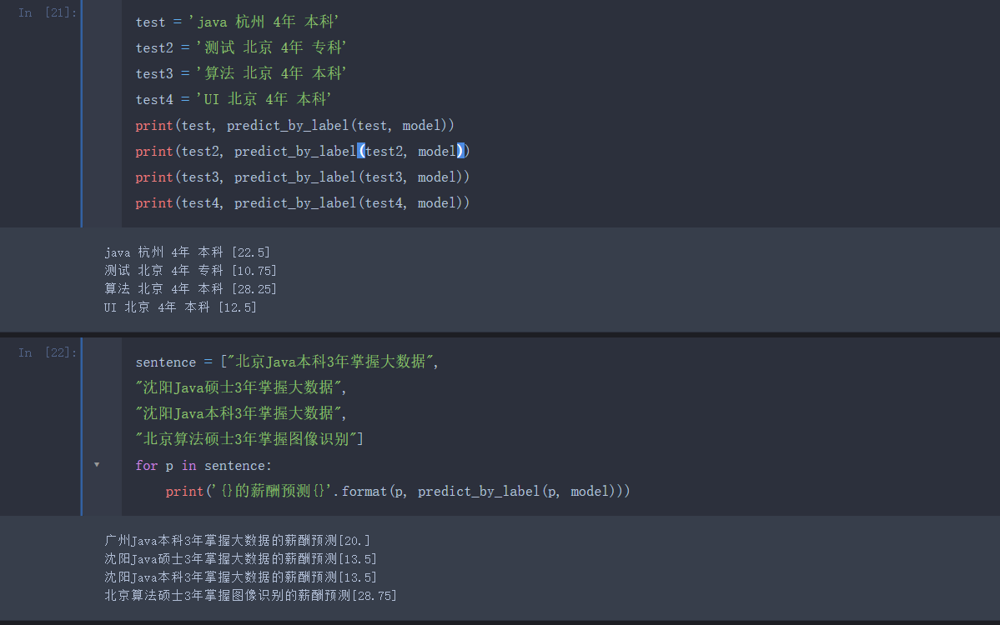 In [21]:
test = 'java 杭州 4年 本科'
test2 = '测试 北京 4年 专科'
test3 = '算法 北京 4年 本科'
test4 = 'UI 北京 4年 本科'
print(test, predict_by_label(test, model))
print(test2, predict_by_label(test2, model))
print(test3, predict_by_label(test3, model))
print(test4, predict_by_label(test4, model))
java 杭州 4年 本科 [22.5]
测试 北京 4年 专科 [10.75]
算法 北京 4年 本科 [28.25]
UI 北京 4年 本科 [12.5]
In [22]:
sentence = ["北京Java本科3年掌握大数据",
"沈阳Java硕士3年掌握大数据",
"沈阳Java本科3年掌握大数据",
"北京算法硕士3年掌握图像识别"]
for p in sentence:
print('{}的薪酬预测{}'.format(p, predict_by_label(p, model)))
广州Java本科3年掌握大数据的薪酬预测[20.]
沈阳Java硕士3年掌握大数据的薪酬预测[13.5]
沈阳Java本科3年掌握大数据的薪酬预测[13.5]
北京算法硕士3年掌握图像识别的薪酬预测[28.75]